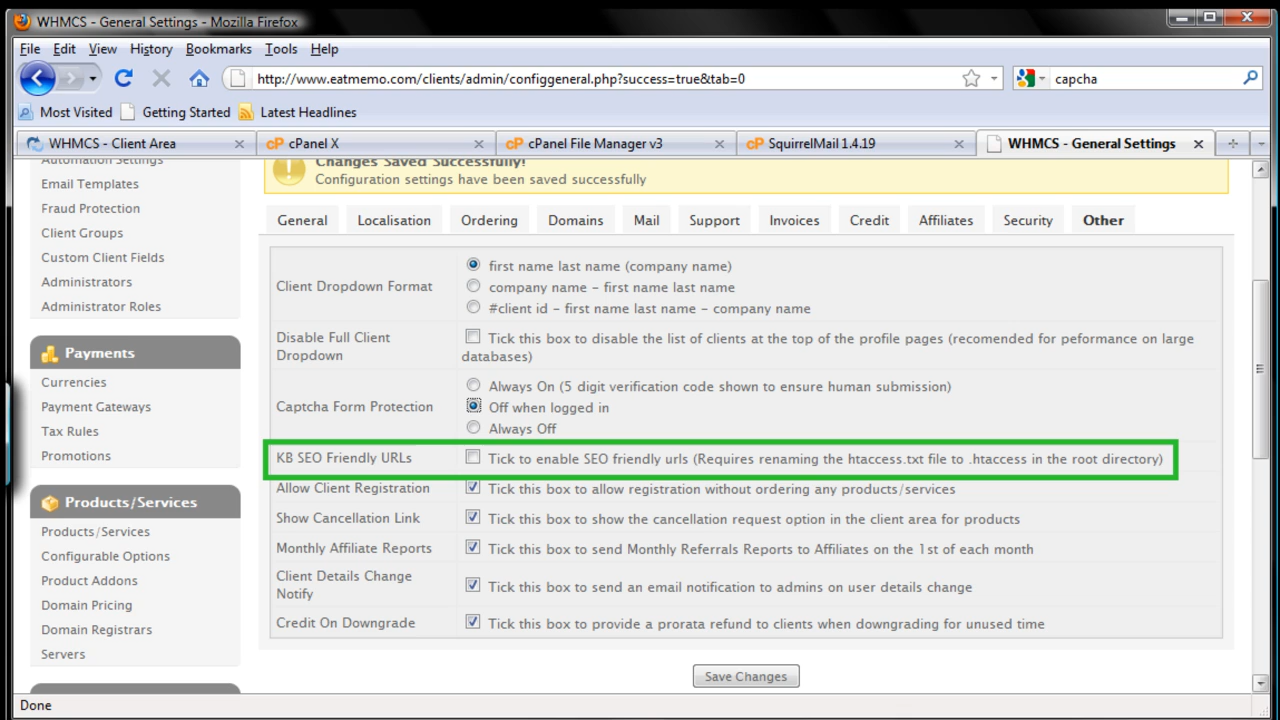 WHMCS - General Settings - Mozilla Firefox
File Edit View History Bookmarks Tools Help
http://www.eatmemo.com/clients/admin/configgeneral.php?success=true&tab=0
capcha
Most Visited Getting Started Latest Headlines
WHMCS - Client Area
cPanel X
cPanel File Manager v3
SquirrelMail 1.4.19
WHMCS - General Settings
Automation Settings
Email Templates
Fraud Protection
Client Groups
Custom Client Fields
Administrators
Administrator Roles
Payments
Currencies
Payment Gateways
Tax Rules
Promotions
Products/Services
Products/Services
Configurable Options
Product Addons
Domain Pricing
Domain Registrars
Servers
Changes Saved Successfully!
Configuration settings have been saved successfully
General Localisation Ordering Domains Mail Support Invoices Credit Affiliates Security Other
Client Dropdown Format
first name last name (company name)
company name - first name last name
#client id - first name last name - company name
Disable Full Client
Dropdown
Tick this box to disable the list of clients at the top of the profile pages (recomended for peformance on large
databases)
Captcha Form Protection
Always On (5 digit verification code shown to ensure human submission)
Off when logged in
Always Off
KB SEO Friendly URLs
Tick to enable SEO friendly urls (Requires renaming the htaccess.txt file to .htaccess in the root directory)
Allow Client Registration
Tick this box to allow registration without ordering any products/services
Show Cancellation Link
Tick this box to show the cancellation request option in the client area for products
Monthly Affiliate Reports
Tick this box to send Monthly Referrals Reports to Affiliates on the 1st of each month
Client Details Change
Notify
Tick this box to send an email notification to admins on user details change
Credit On Downgrade
Tick this box to provide a prorata refund to clients when downgrading for unused time
Save Changes
Done